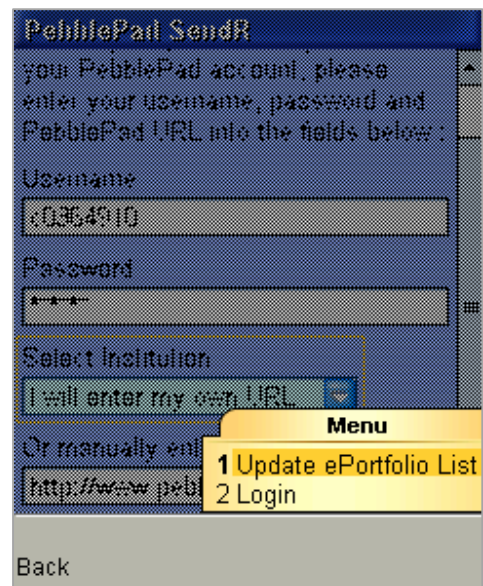 PebblePad SendR
your PebblePad account, please
enter your username, password and
PebblePad URL into the fields below :
Username
c0364910
Password
****
Select Institution
I will enter my own URL
Or manually
http://www
Menu
1 Update ePortfolio List
2 Login
Back